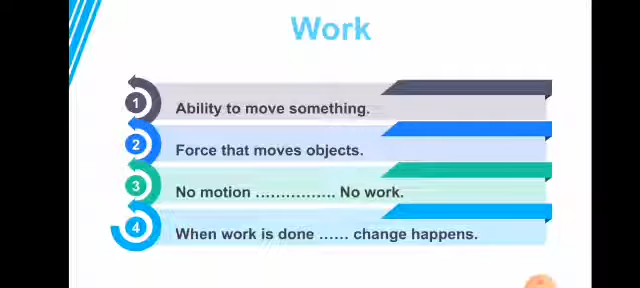 Work
1
Ability to move something.
2
Force that moves objects.
3
No motion ................ No work.
4
When work is done ...... change happens.